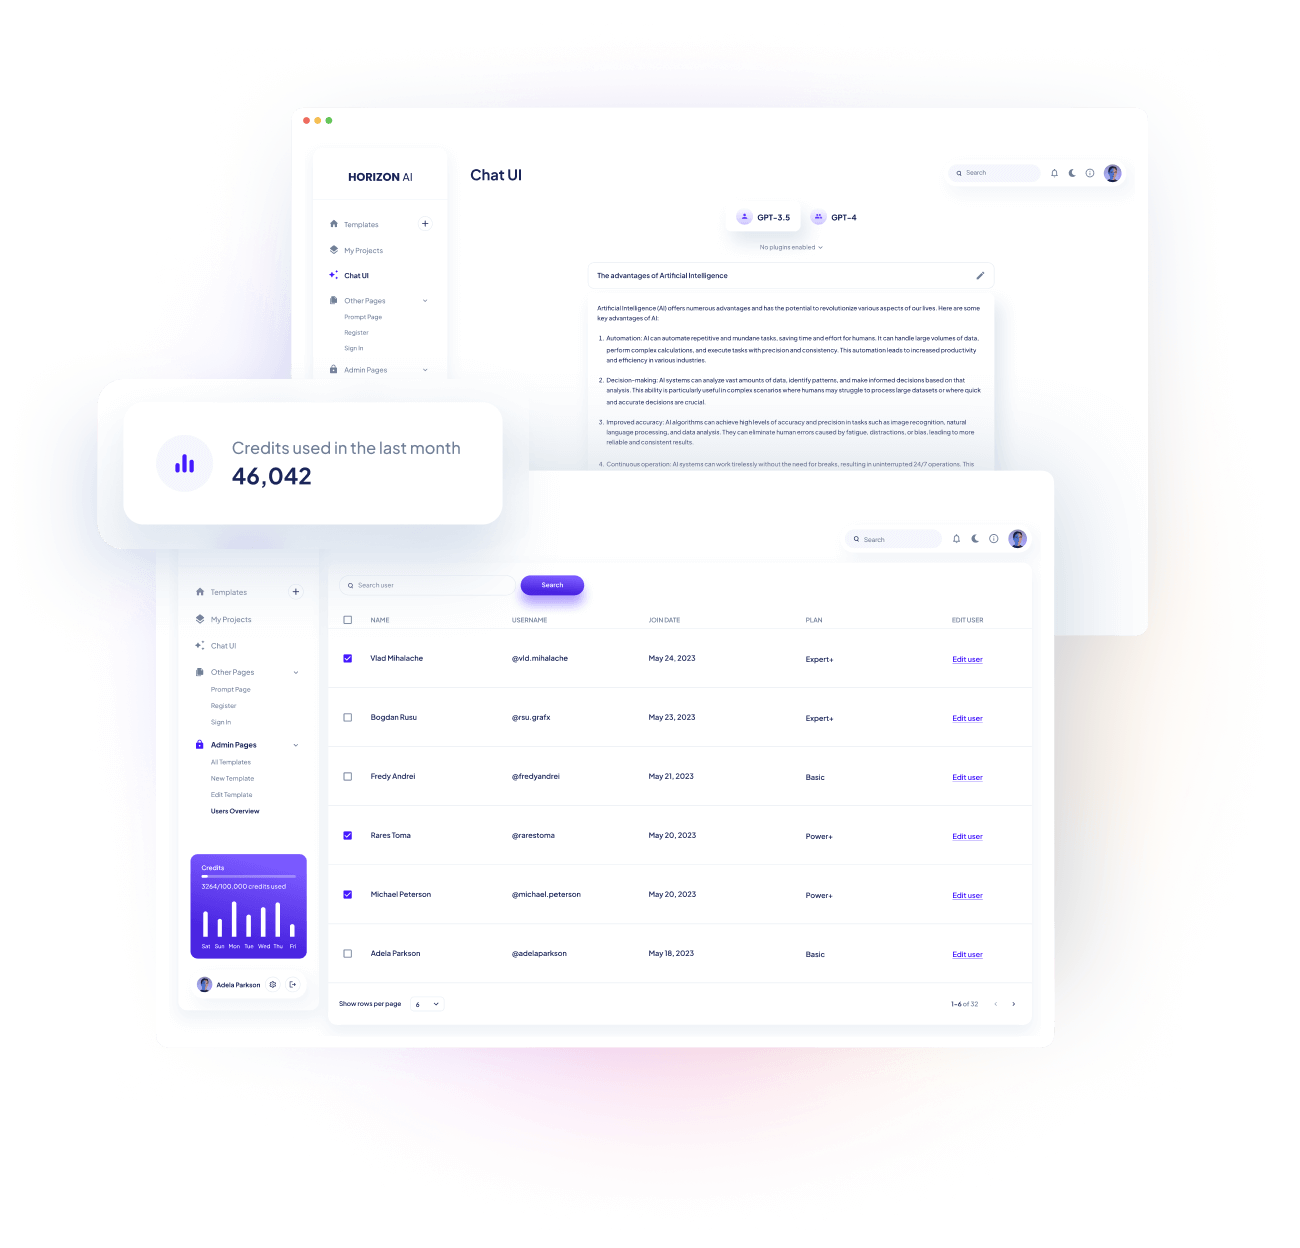 HORIZON AI
Templates
My Projects
Chat UI
Other Pages
Prompt Page
Register
Sign In
Admin Pages
Chat UI
Search
GPT-3.5
GPT-4
No plugins enabled
The advantages of Artificial Intelligence
Artificial Intelligence (AI) offers numerous advantages and has the potential to revolutionize various aspects of our lives. Here are some
key advantages of AI:
1. Automation: AI can automate repetitive and mundane tasks, saving time and effort for humans. It can handle large volumes of data,
perform complex calculations, and execute tasks with precision and consistency. This automation leads to increased productivity
and efficiency in various industries.
2. Decision-making: AI systems can analyze vast amounts of data, identify patterns, and make informed decisions based on that
analysis. This ability is particularly useful in complex scenarios where humans may struggle to process large datasets or where quick
and accurate decisions are crucial.
3. Improved accuracy: AI algorithms can achieve high levels of accuracy and precision in tasks such as image recognition, natural
language processing, and data analysis. They can eliminate human errors caused by fatigue, distractions, or bias, leading to more
reliable and consistent results.
4. Continuous operation: AI systems can work tirelessly without the need for breaks, resulting in uninterrupted 24/7 operations. This
Credits used in the last month
46,042
Search
Templates
My Projects
Chat UI
Other Pages
Prompt Page
Register
Sign In
Admin Pages
All Templates
New Template
Edit Template
Users Overview
Credits
3264/100.000 credits used
Sat Sun Mon Tue Wed Thu Fri
Adela Parkson
Search user
Search
NAME USERNAME JOIN DATE PLAN EDIT USER
Vlad Mihalache @vld.mihalache May 24, 2023 Expert+ Edit user
Bogdan Rusu @rsu.grafx May 23, 2023 Expert+ Edit user
Fredy Andrei @fredyandrei May 21, 2023 Basic Edit user
Rares Toma @rarestoma May 20, 2023 Power+ Edit user
Michael Peterson @michael.peterson May 20, 2023 Power+ Edit user
Adela Parkson @adelaparkson May 18, 2023 Basic Edit user
Show rows per page 6 1-6 of 32